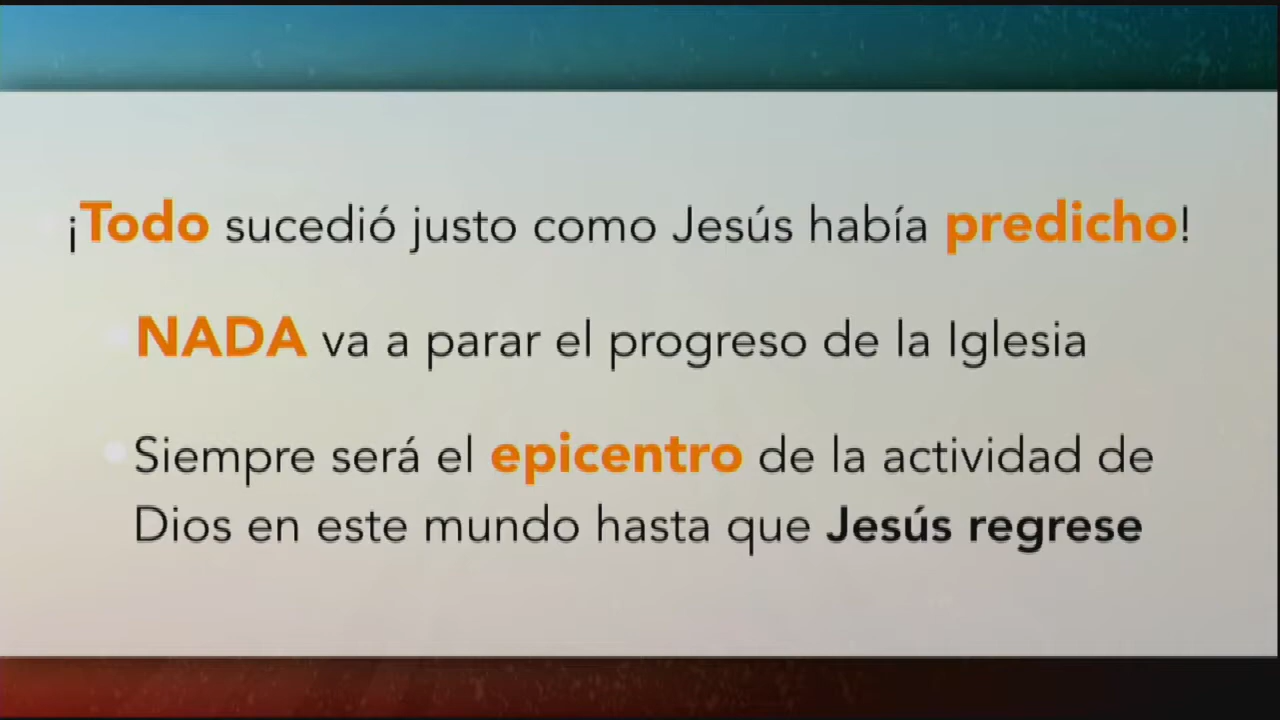 ¡Todo sucedió justo como Jesús había predicho!
NADA va a parar el progreso de la Iglesia
Siempre será el epicentro de la actividad de
Dios en este mundo hasta que Jesús regrese